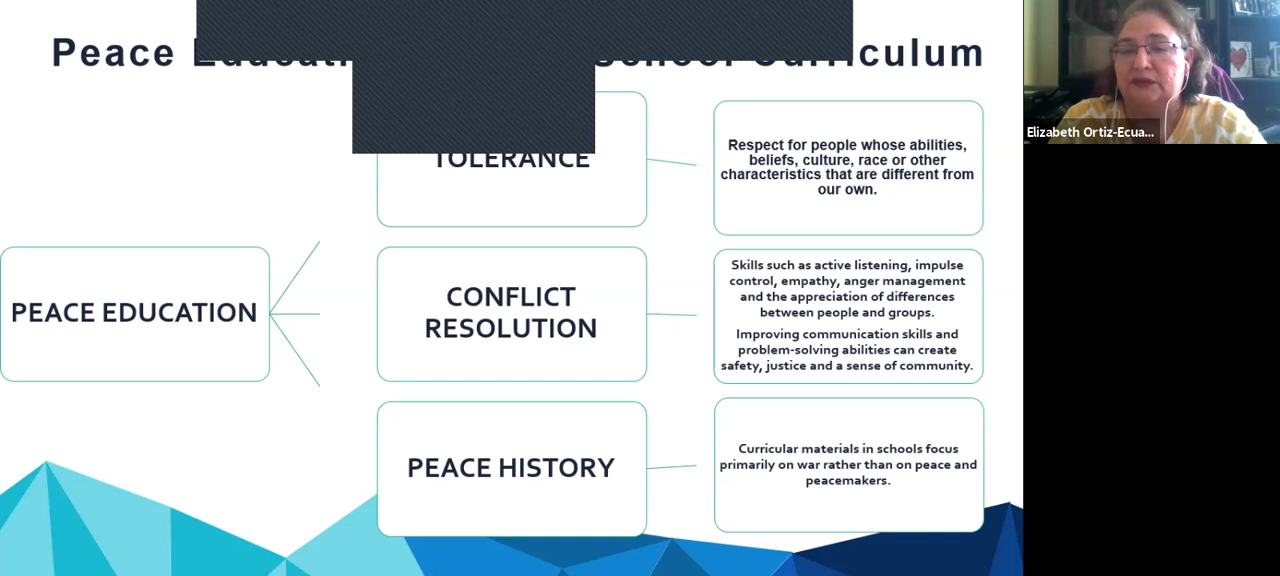 Peace Education school Curriculum
TOLERANCE
Respect for people whose abilities,
beliefs, culture, race or other
characteristics that are different from
our own.
PEACE EDUCATION
CONFLICT
RESOLUTION
Skills such as active listening, impulse
control, empathy, anger management
and the appreciation of differences
between people and groups.
Improving communication skills and
problem-solving abilities can create
safety, justice and a sense of community.
PEACE HISTORY
Curricular materials in schools focus
primarily on war rather than on peace and
peacemakers.
Elizabeth Ortiz-Ecua...